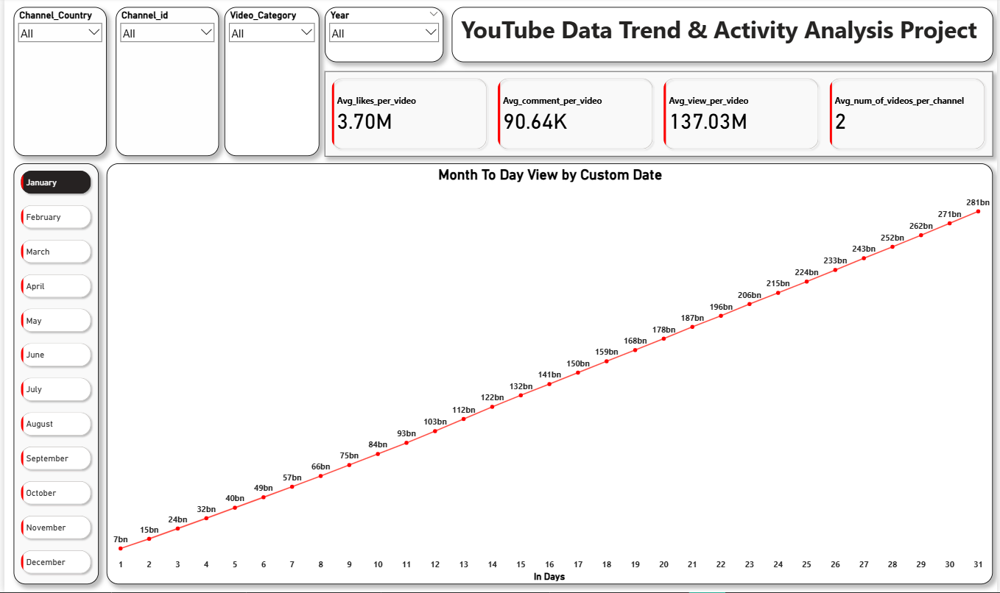 Channel_Country
All
Channel_id
All
Video_Category
All
Year
All
YouTube Data Trend & Activity Analysis Project
Avg_likes_per_video
3.70M
Avg_comment_per_video
90.64K
Avg_view_per_video
137.03M
Avg_num_of_videos_per_channel
2
January
February
March
April
May
June
July
August
September
October
November
December
Month To Day View by Custom Date
7bn
15bn
24bn
32bn
40bn
49bn
57bn
66bn
75bn
84bn
93bn
103bn
112bn
122bn
132bn
141bn
150bn
159bn
168bn
178bn
187bn
196bn
206bn
215bn
224bn
233bn
243bn
252bn
262bn
271bn
281bn
1 2 3 4 5 6 7 8 9 10 11 12 13 14 15 16 17 18 19 20 21 22 23 24 25 26 27 28 29 30 31
In Days